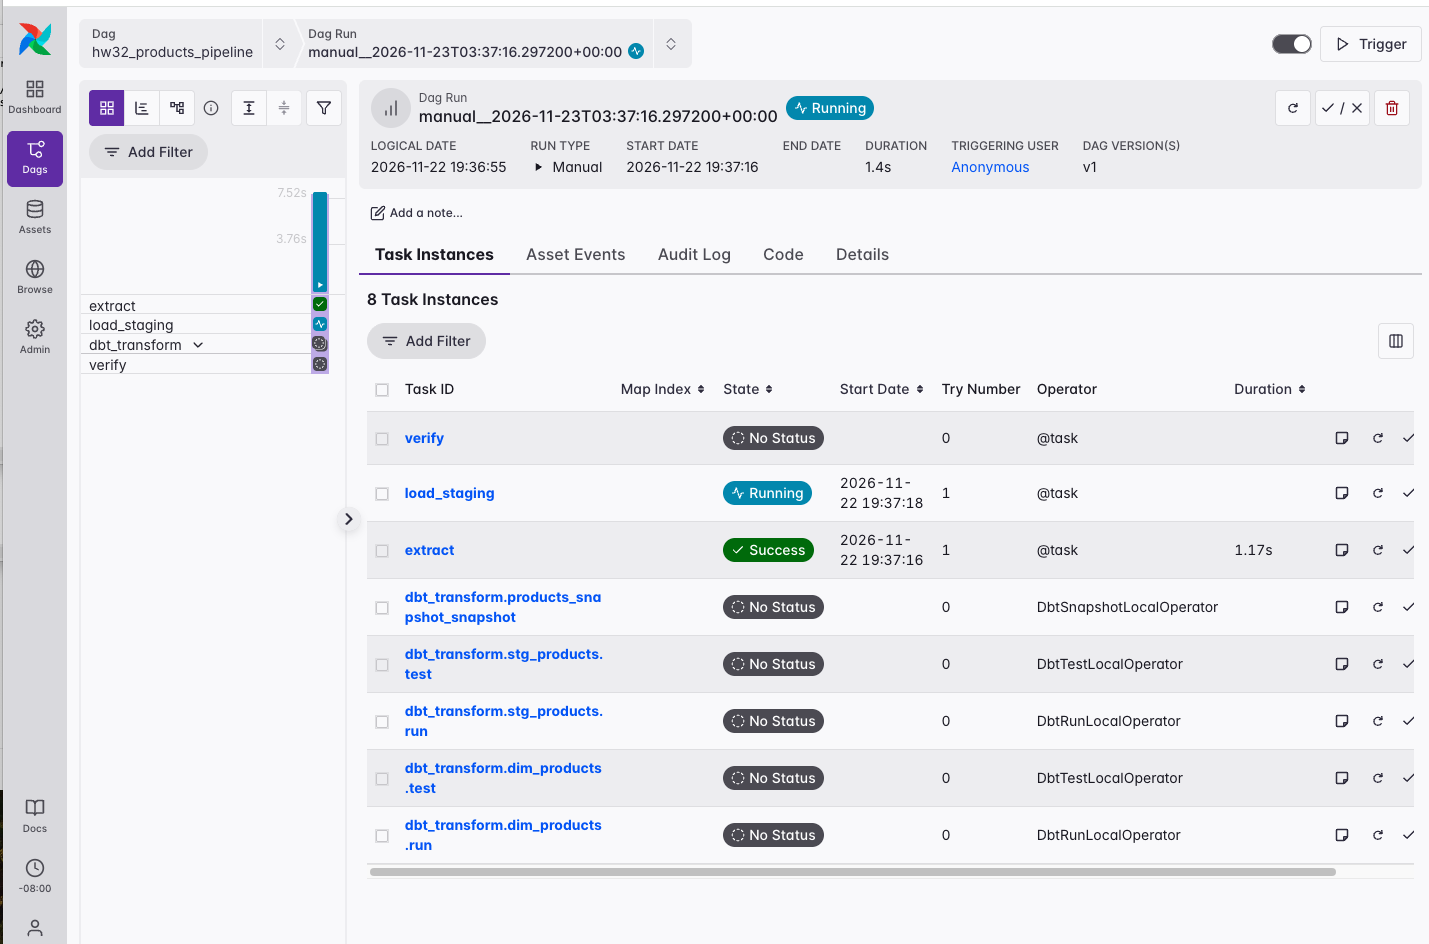 Dag
hw32_products_pipeline
Dag Run
manual__2026-11-23T03:37:16.297200+00:00
Trigger
Dashboard
Dags
Assets
Browse
Admin
Docs
-08:00
Add Filter
7.52s
3.76s
extract
load_staging
dbt_transform
verify
Dag Run
manual__2026-11-23T03:37:16.297200+00:00
Running
/
LOGICAL DATE RUN TYPE START DATE END DATE DURATION TRIGGERING USER DAG VERSION(S)
2026-11-22 19:36:55 Manual 2026-11-22 19:37:16 1.4s Anonymous v1
Add a note...
Task Instances Asset Events Audit Log Code Details
8 Task Instances
Add Filter
Task ID Map Index State Start Date Try Number Operator Duration
verify No Status 0 @task
load_staging Running 2026-11-
22 19:37:18 1 @task
extract Success 2026-11-
22 19:37:16 1 @task 1.17s
dbt_transform.products_sna
pshot_snapshot No Status 0 DbtSnapshotLocalOperator
dbt_transform.stg_products.
test No Status 0 DbtTestLocalOperator
dbt_transform.stg_products.
run No Status 0 DbtRunLocalOperator
dbt_transform.dim_products
.test No Status 0 DbtTestLocalOperator
dbt_transform.dim_products
.run No Status 0 DbtRunLocalOperator